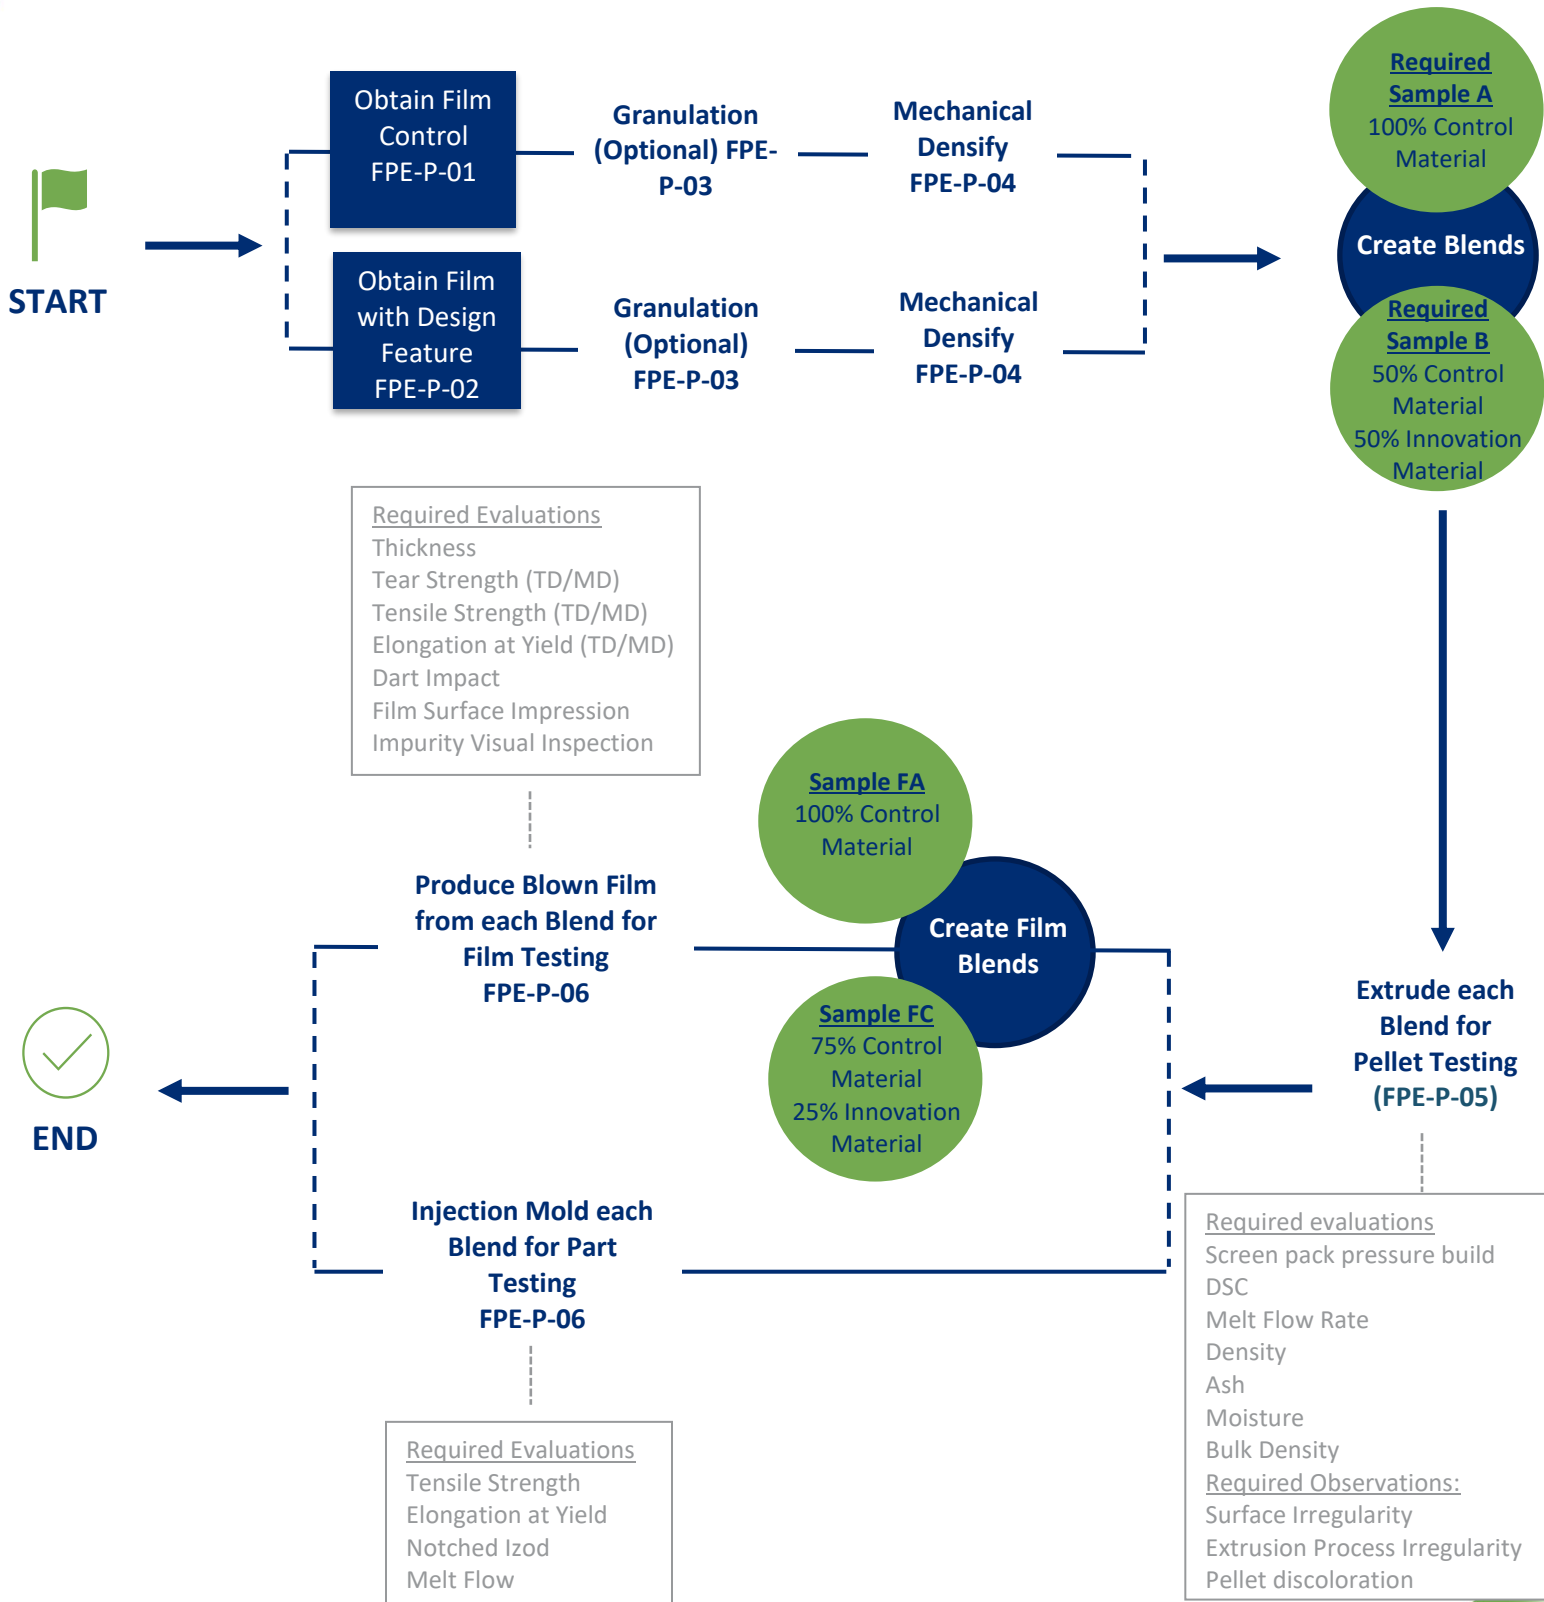 START
Obtain Film
Control
FPE-P-01
Granulation
(Optional) FPE-
P-03
Mechanical
Densify
FPE-P-04
Obtain Film
with Design
Feature
FPE-P-02
Granulation
(Optional)
FPE-P-03
Mechanical
Densify
FPE-P-04
Required
Sample A
100% Control
Material
Create Blends
Required
Sample B
50% Control
Material
50% Innovation
Material
Extrude each
Blend for
Pellet Testing
(FPE-P-05)
Required evaluations
Screen pack pressure build
DSC
Melt Flow Rate
Density
Ash
Moisture
Bulk Density
Required Observations:
Surface Irregularity
Extrusion Process Irregularity
Pellet discoloration
Sample FA
100% Control
Material
Create Film
Blends
Sample FC
75% Control
Material
25% Innovation
Material
Required Evaluations
Thickness
Tear Strength (TD/MD)
Tensile Strength (TD/MD)
Elongation at Yield (TD/MD)
Dart Impact
Film Surface Impression
Impurity Visual Inspection
Produce Blown Film
from each Blend for
Film Testing
FPE-P-06
Injection Mold each
Blend for Part
Testing
FPE-P-06
Required Evaluations
Tensile Strength
Elongation at Yield
Notched Izod
Melt Flow
END